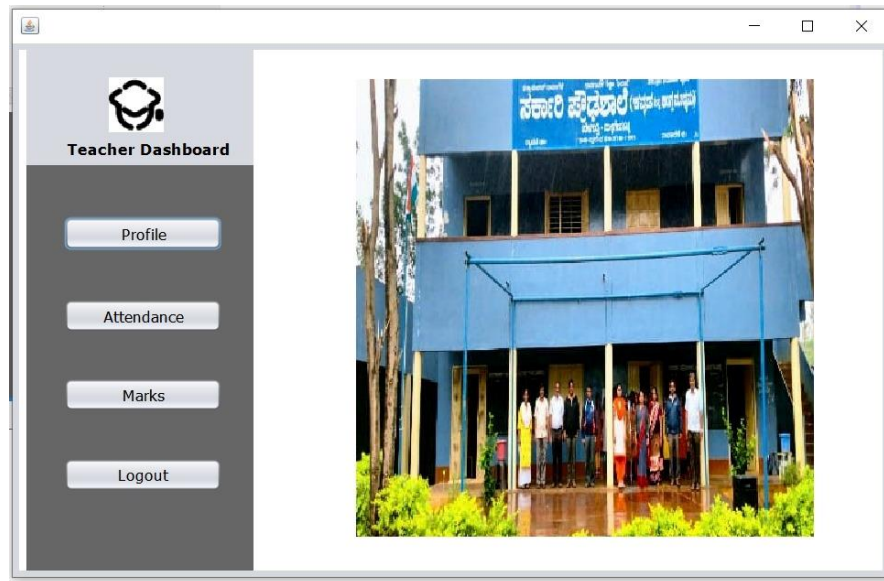 Teacher Dashboard
Profile
Attendance
Marks
Logout
ಸರ್ಕಾರಿ ಪ್ರೌಢಶಾಲೆ